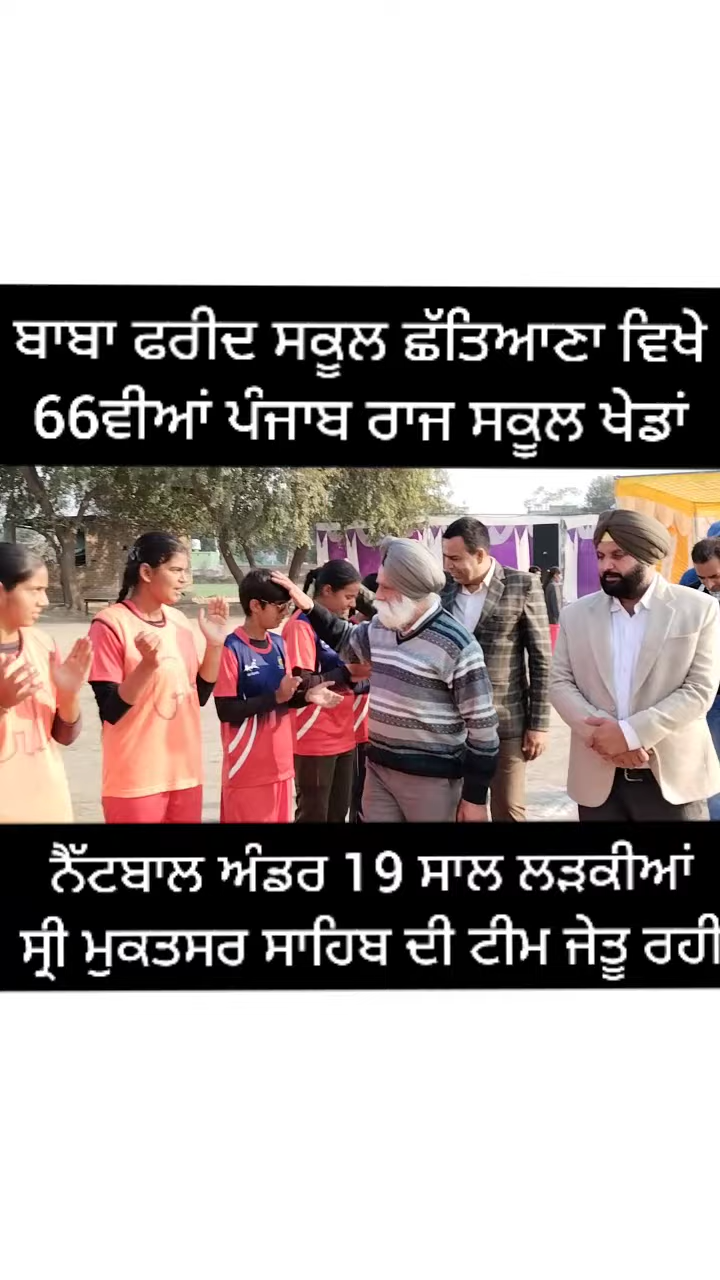 ਬਾਬਾ ਫਰੀਦ ਸਕੂਲ ਛੱਤਿਆਣਾ ਵਿਖੇ
66ਵੀਆਂ ਪੰਜਾਬ ਰਾਜ ਸਕੂਲ ਖੇਡਾਂ
ਨੈੱਟਬਾਲ ਅੰਡਰ 19 ਸਾਲ ਲੜਕੀਆਂ
ਸ੍ਰੀ ਮੁਕਤਸਰ ਸਾਹਿਬ ਦੀ ਟੀਮ ਜੇਤੂ ਰਹੀ